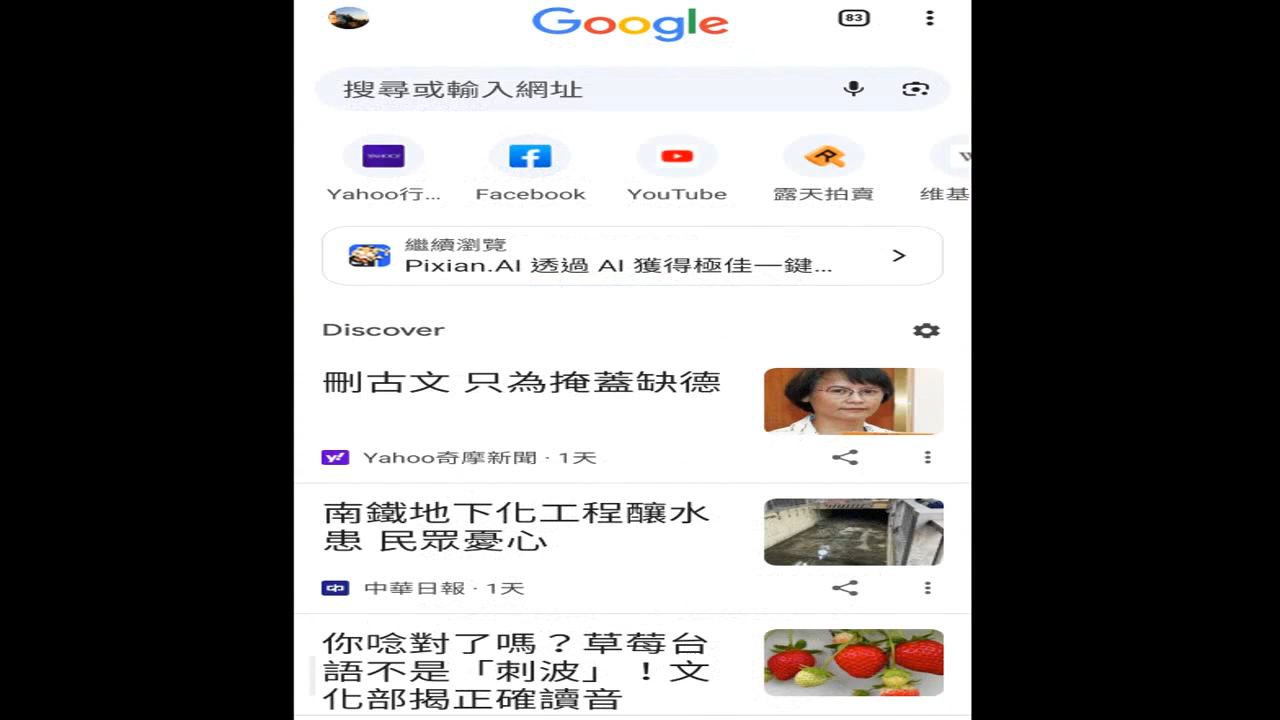 Google
83
搜尋或輸入網址
YAHOO!
Yahoo行...
Facebook
YouTube
露天拍賣
維基
繼續瀏覽
Pixian.AI 透過 AI 獲得極佳一鍵...
Discover
刪古文 只為掩蓋缺德
Yahoo奇摩新聞 · 1天
南鐵地下化工程釀水
患 民眾憂心
中華日報 · 1天
你唸對了嗎？草莓台
語不是「刺波」！文
化部揭正確讀音